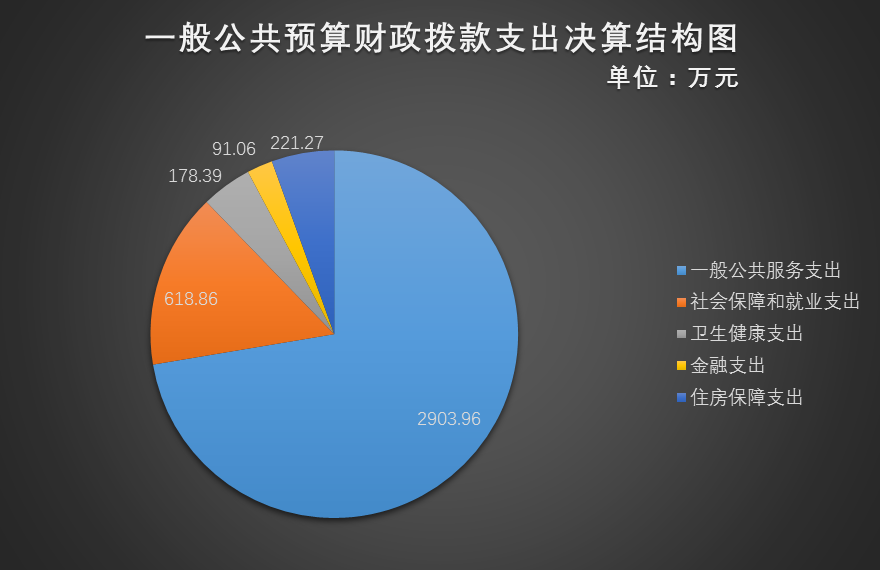 一般公共预算财政拨款支出决算结构图
单位：万元
91.06
221.27
178.39
618.86
2903.96
一般公共服务支出
社会保障和就业支出
卫生健康支出
金融支出
住房保障支出